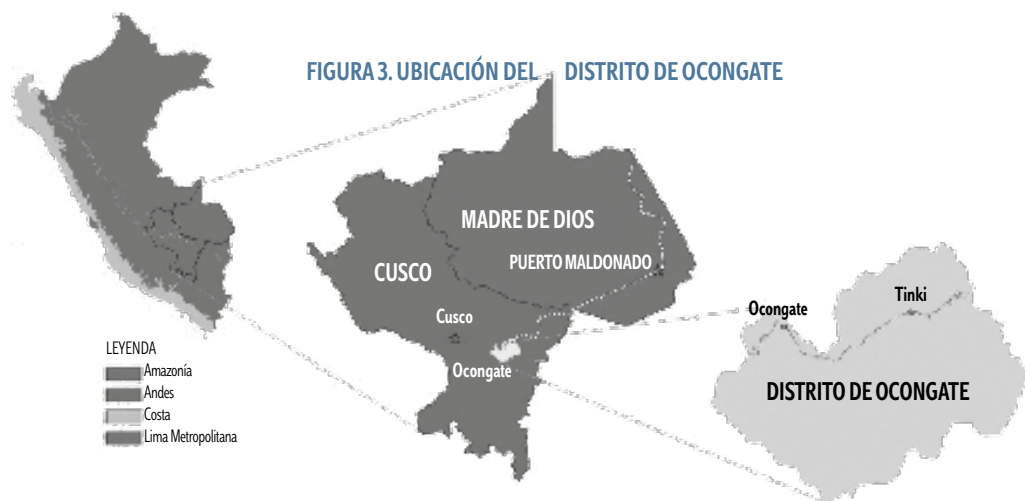 FIGURA 3. UBICACIÓN DEL DISTRITO DE OCONGATE
MADRE DE DIOS
PUERTO MALDONADO
CUSCO
Cusco
Ocongate
Ocongate
Tinki
DISTRITO DE OCONGATE
LEYENDA
Amazonía
Andes
Costa
Lima Metropolitana